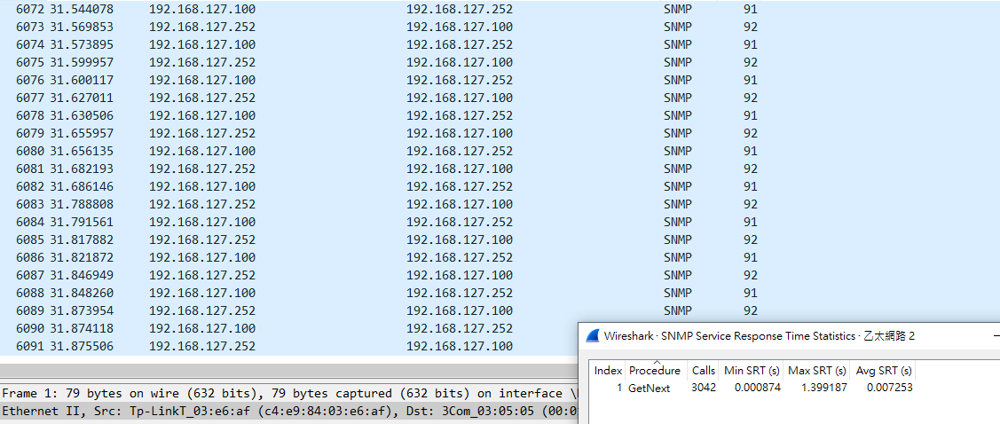 6072 31.544078 192.168.127.100 192.168.127.252 SNMP 91
6073 31.569853 192.168.127.252 192.168.127.100 SNMP 92
6074 31.573895 192.168.127.100 192.168.127.252 SNMP 91
6075 31.599957 192.168.127.252 192.168.127.100 SNMP 92
6076 31.600117 192.168.127.100 192.168.127.252 SNMP 91
6077 31.627011 192.168.127.252 192.168.127.100 SNMP 92
6078 31.630506 192.168.127.100 192.168.127.252 SNMP 91
6079 31.655957 192.168.127.252 192.168.127.100 SNMP 92
6080 31.656135 192.168.127.100 192.168.127.252 SNMP 91
6081 31.682193 192.168.127.252 192.168.127.100 SNMP 92
6082 31.686146 192.168.127.100 192.168.127.252 SNMP 91
6083 31.788808 192.168.127.252 192.168.127.100 SNMP 92
6084 31.791561 192.168.127.100 192.168.127.252 SNMP 91
6085 31.817882 192.168.127.252 192.168.127.100 SNMP 92
6086 31.821872 192.168.127.100 192.168.127.252 SNMP 91
6087 31.846949 192.168.127.252 192.168.127.100 SNMP 92
6088 31.848260 192.168.127.100 192.168.127.252 SNMP 91
6089 31.873954 192.168.127.252 192.168.127.100 SNMP 92
6090 31.874118 192.168.127.100 192.168.127.252
6091 31.875506 192.168.127.252 192.168.127.100
Frame 1: 79 bytes on wire (632 bits), 79 bytes captured (632 bits) on interface \
Ethernet II, Src: Tp-LinkT_03:e6:af (c4:e9:84:03:e6:af), Dst: 3Com_03:05:05 (00:
Wireshark · SNMP Service Response Time Statistics · 乙太網路 2
Index Procedure Calls Min SRT (s) Max SRT (s) Avg SRT (s)
1 GetNext 3042 0.000874 1.399187 0.007253